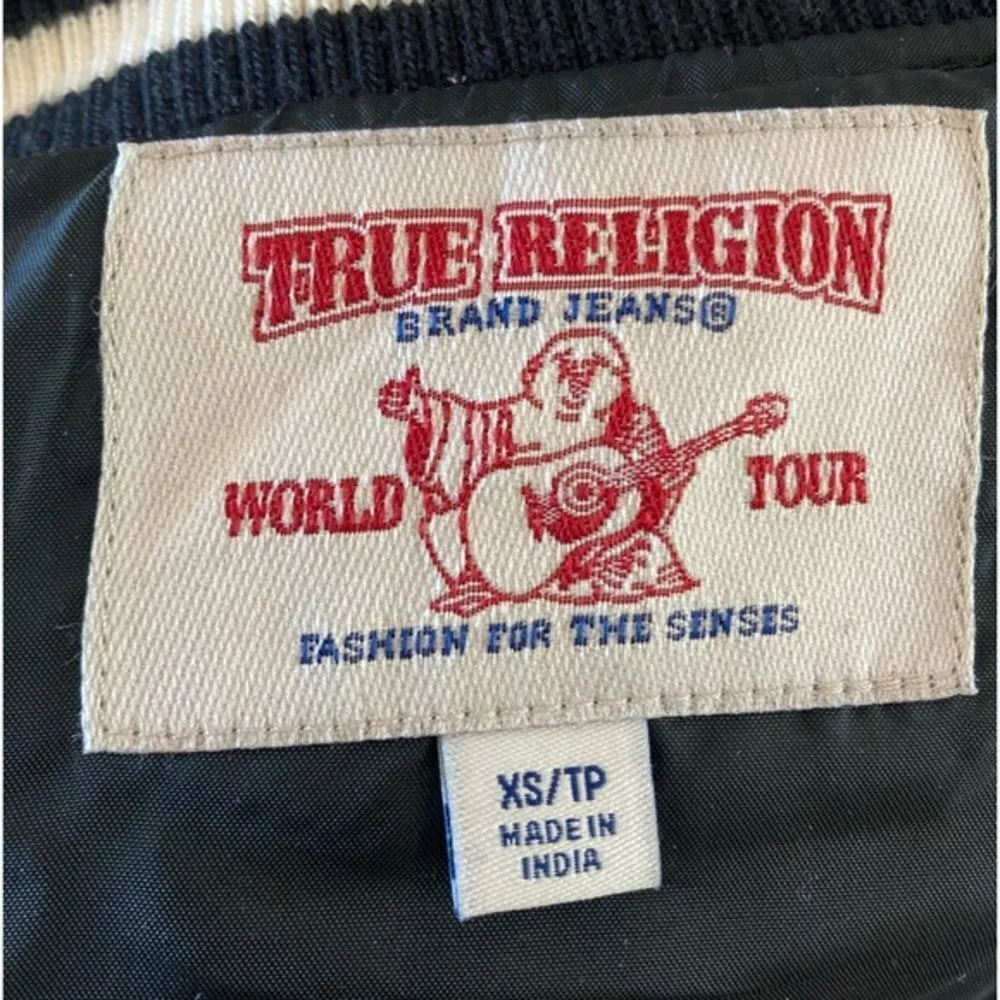 TRUE RELIGION
BRAND JEANS®
WORLD TOUR
FASHION FOR THE SENSES
XS/TP
MADE IN
INDIA